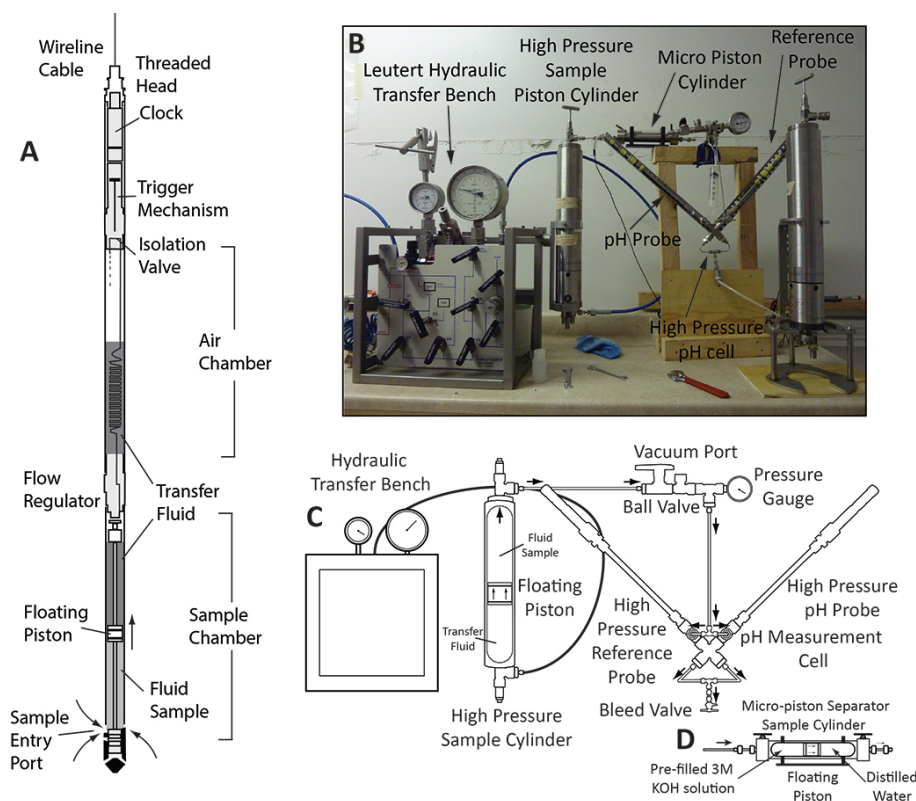 A
Wireline
Cable
Threaded
Head
Clock
Trigger
Mechanism
Isolation
Valve
Air
Chamber
Flow
Regulator
Transfer
Fluid
Floating
Piston
Sample
Chamber
Fluid
Sample
Sample
Entry
Port
B
Leutert Hydraulic
Transfer Bench
High Pressure
Sample
Piston Cylinder
Micro Piston
Cylinder
Reference
Probe
pH Probe
High Pressure
pH cell
C
Hydraulic
Transfer Bench
Vacuum Port
Ball Valve
Pressure
Gauge
Fluid
Sample
Floating
Piston
Transfer
Fluid
High Pressure
Sample Cylinder
High
Pressure
Reference
Probe
High Pressure
pH Probe
pH Measurement
Cell
Bleed Valve
D
Micro-piston Separator
Sample Cylinder
Pre-filled 3M
KOH solution
Floating
Piston
Distilled
Water